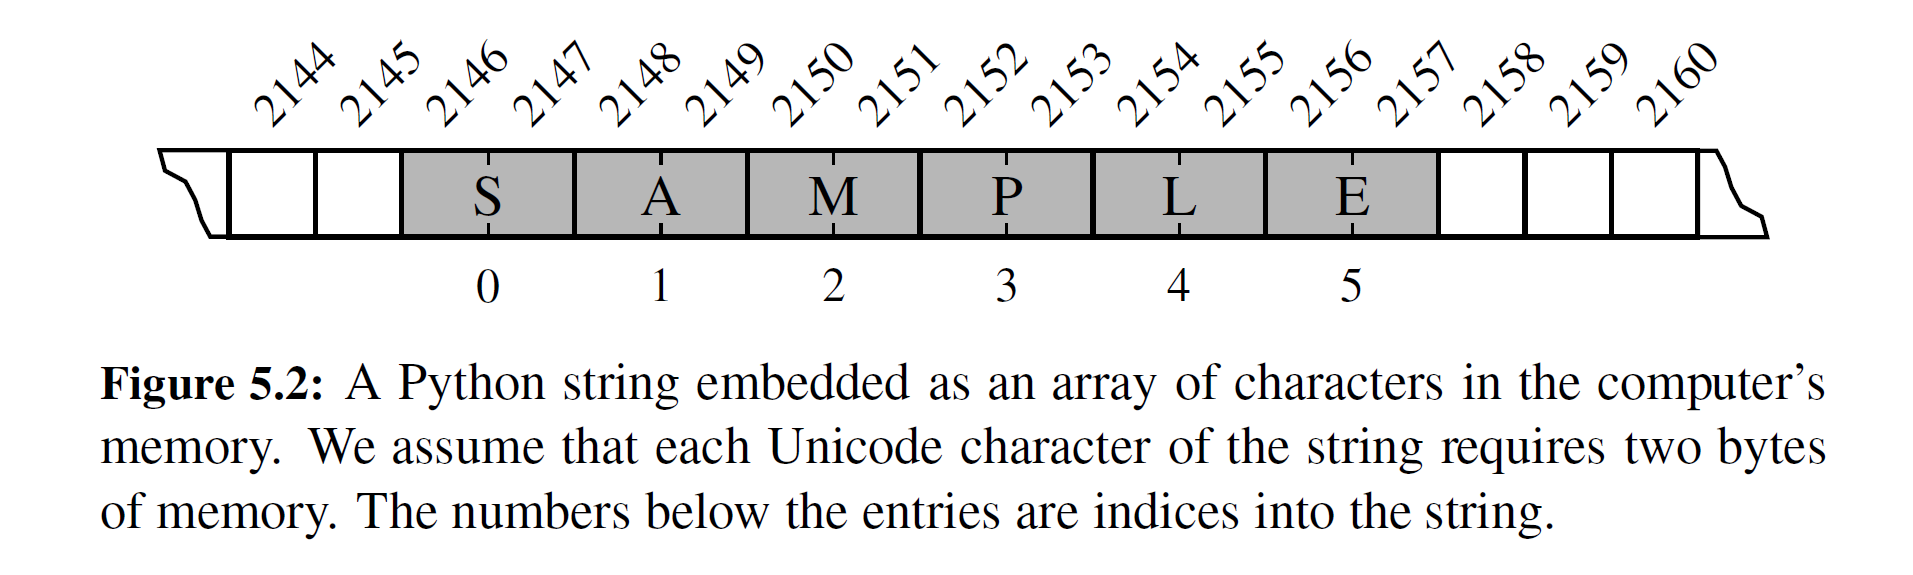 2144 2145 2146 2147 2148 2149 2150 2151 2152 2153 2154 2155 2156 2157 2158 2159 2160
S A M P L E
0 1 2 3 4 5
Figure 5.2: A Python string embedded as an array of characters in the computer’s
memory. We assume that each Unicode character of the string requires two bytes
of memory. The numbers below the entries are indices into the string.